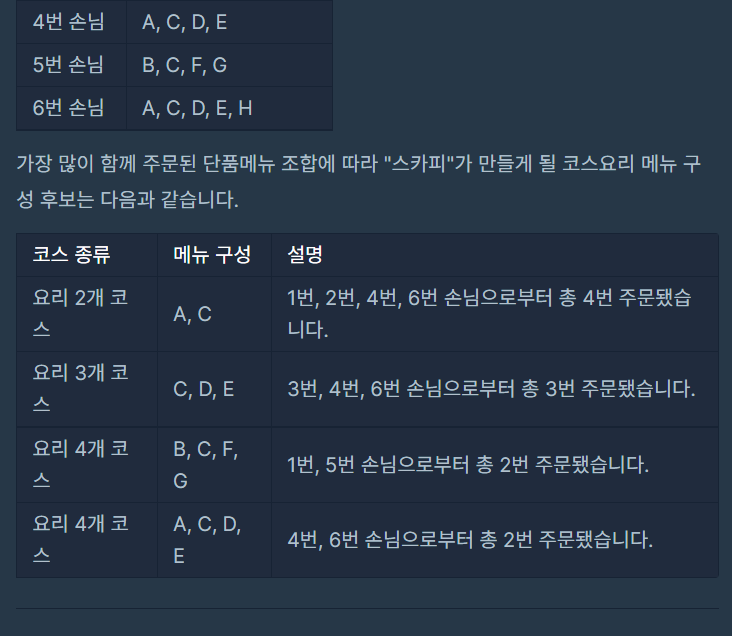 4번 손님 A, C, D, E
5번 손님 B, C, F, G
6번 손님 A, C, D, E, H
가장 많이 함께 주문된 단품메뉴 조합에 따라 "스카피"가 만들게 될 코스요리 메뉴 구
성 후보는 다음과 같습니다.
코스 종류 메뉴 구성 설명
요리 2개 코
스
A, C
1번, 2번, 4번, 6번 손님으로부터 총 4번 주문됐습
니다.
요리 3개 코
스
C, D, E
3번, 4번, 6번 손님으로부터 총 3번 주문됐습니다.
요리 4개 코
스
B, C, F,
G
1번, 5번 손님으로부터 총 2번 주문됐습니다.
요리 4개 코
스
A, C, D,
E
4번, 6번 손님으로부터 총 2번 주문됐습니다.